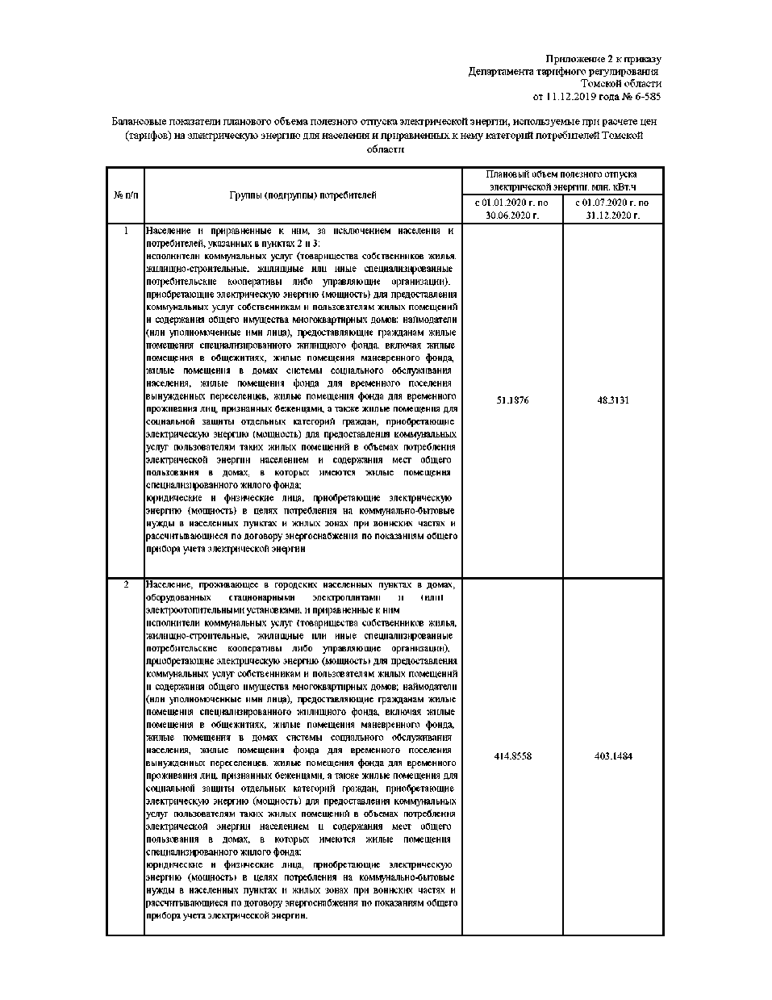 Приложение 2 к приказу
Департамента тарифного регулирования
Томской области
от 11.12.2019 года № 6-585
Балансовые показатели планового объема полезного отпуска электрической энергии, используемые при расчете цен
(тарифов) на электрическую энергию для населения и приравненных к нему категорий потребителей Томской
области
№ п/п
Группы (подгруппы) потребителей
Плановый объем полезного отпуска
электрической энергии, млн. кВт.ч
с 01.01.2020 г. по
30.06.2020 г.
с 01.07.2020 г. по
31.12.2020 г.
1
Население и приравненные к ним, за исключением населения и
потребителей, указанных в пунктах 2 и 3:
исполнители коммунальных услуг (товарищества собственников жилья,
жилищно-строительные, жилищные или иные специализированные
потребительские кооперативы либо управляющие организации),
приобретающие электрическую энергию (мощность) для предоставления
коммунальных услуг собственникам и пользователям жилых помещений
и содержания общего имущества многоквартирных домов; наймодатели
(или уполномоченные ими лица), предоставляющие гражданам жилые
помещения специализированного жилищного фонда, включая жилые
помещения в общежитиях, жилые помещения маневренного фонда,
жилые помещения в домах системы социального обслуживания
населения, жилые помещения фонда для временного поселения
вынужденных переселенцев, жилые помещения фонда для временного
проживания лиц, признанных беженцами, а также жилые помещения для
социальной защиты отдельных категорий граждан, приобретающие
электрическую энергию (мощность) для предоставления коммунальных
услуг пользователям таких жилых помещений в объемах потребления
электрической энергии населением и содержания мест общего
пользования в домах, в которых имеются жилые помещения
специализированного жилого фонда;
юридические и физические лица, приобретающие электрическую
энергию (мощность) в целях потребления на коммунально-бытовые
нужды в населенных пунктах и жилых зонах при воинских частях и
рассчитывающиеся по договору энергоснабжения по показаниям общего
прибора учета электрической энергии
51.1876
48.3131
2
Население, проживающее в городских населенных пунктах в домах,
оборудованных стационарными электроплитами и (или)
электроотопительными установками, и приравненные к ним
исполнители коммунальных услуг (товарищества собственников жилья,
жилищно-строительные, жилищные или иные специализированные
потребительские кооперативы либо управляющие организации),
приобретающие электрическую энергию (мощность) для предоставления
коммунальных услуг собственникам и пользователям жилых помещений
и содержания общего имущества многоквартирных домов; наймодатели
(или уполномоченные ими лица), предоставляющие гражданам жилые
помещения специализированного жилищного фонда, включая жилые
помещения в общежитиях, жилые помещения маневренного фонда,
жилые помещения в домах системы социального обслуживания
населения, жилые помещения фонда для временного поселения
вынужденных переселенцев, жилые помещения фонда для временного
проживания лиц, признанных беженцами, а также жилые помещения для
социальной защиты отдельных категорий граждан, приобретающие
электрическую энергию (мощность) для предоставления коммунальных
услуг пользователям таких жилых помещений в объемах потребления
электрической энергии населением и содержания мест общего
пользования в домах, в которых имеются жилые помещения
специализированного жилого фонда;
юридические и физические лица, приобретающие электрическую
энергию (мощность) в целях потребления на коммунально-бытовые
нужды в населенных пунктах и жилых зонах при воинских частях и
рассчитывающиеся по договору энергоснабжения по показаниям общего
прибора учета электрической энергии.
414.8558
403.1484